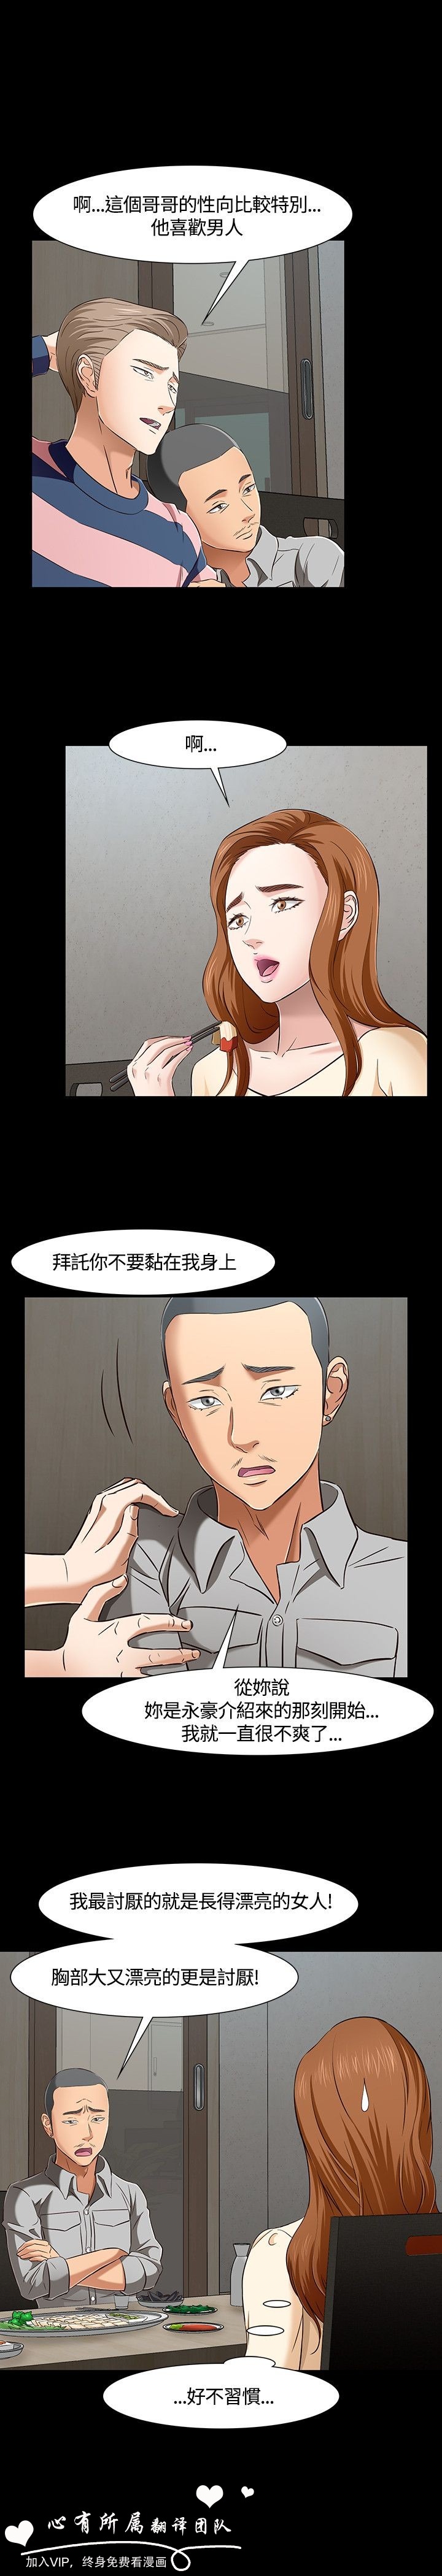 啊...這個哥哥的性向比較特別...
他喜歡男人
啊...
拜託你不要黏在我身上
從妳說
妳是永豪介紹來的那刻開始...
我就一直很不爽了...
我最討厭的就是長得漂亮的女人!
胸部大又漂亮的更是討厭!
...好不習慣...
心有所属翻译团队
加入VIP，终身免费看漫画